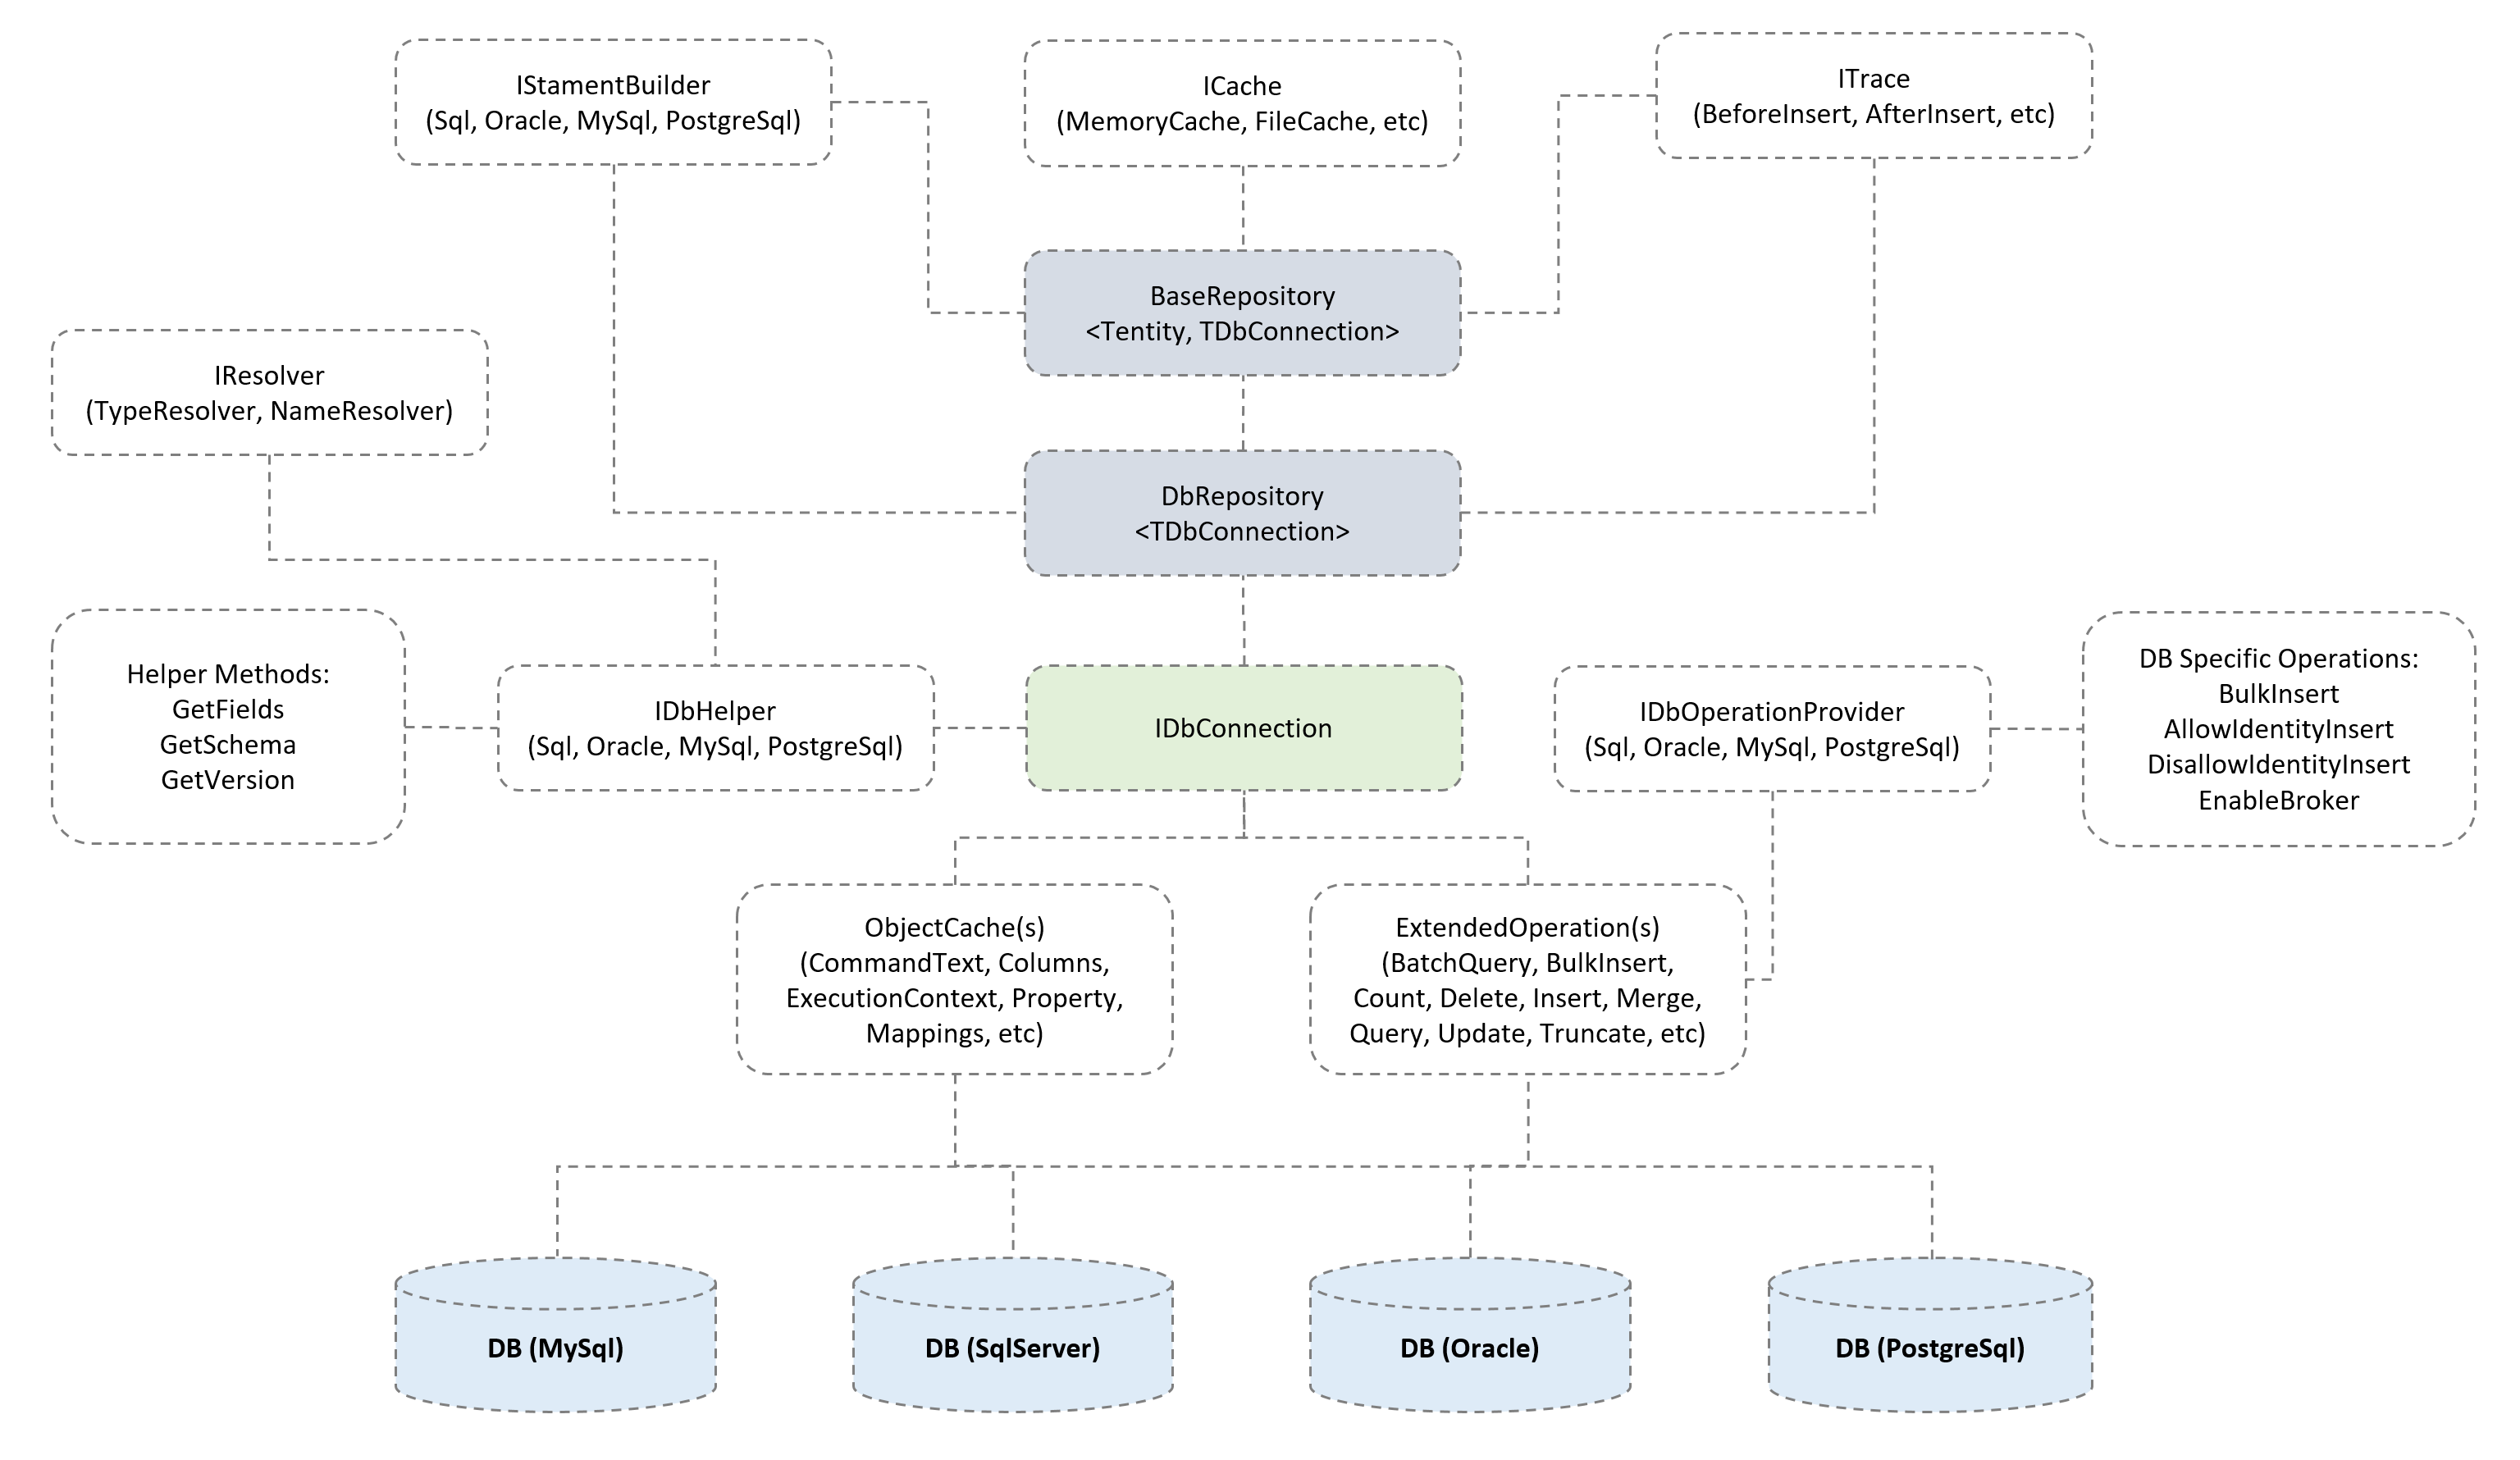 IStamentBuilder
(Sql, Oracle, MySql, PostgreSql)
ICache
(MemoryCache, FileCache, etc)
ITrace
(BeforeInsert, AfterInsert, etc)
BaseRepository
<Tentity, TDbConnection>
IResolver
(TypeResolver, NameResolver)
DbRepository
<TDbConnection>
Helper Methods:
GetFields
GetSchema
GetVersion
IDbHelper
(Sql, Oracle, MySql, PostgreSql)
IDbConnection
IDbOperationProvider
(Sql, Oracle, MySql, PostgreSql)
DB Specific Operations:
BulkInsert
AllowIdentityInsert
DisallowIdentityInsert
EnableBroker
ObjectCache(s)
(CommandText, Columns,
ExecutionContext, Property,
Mappings, etc)
ExtendedOperation(s)
(BatchQuery, BulkInsert,
Count, Delete, Insert, Merge,
Query, Update, Truncate, etc)
DB (MySql)
DB (SqlServer)
DB (Oracle)
DB (PostgreSql)